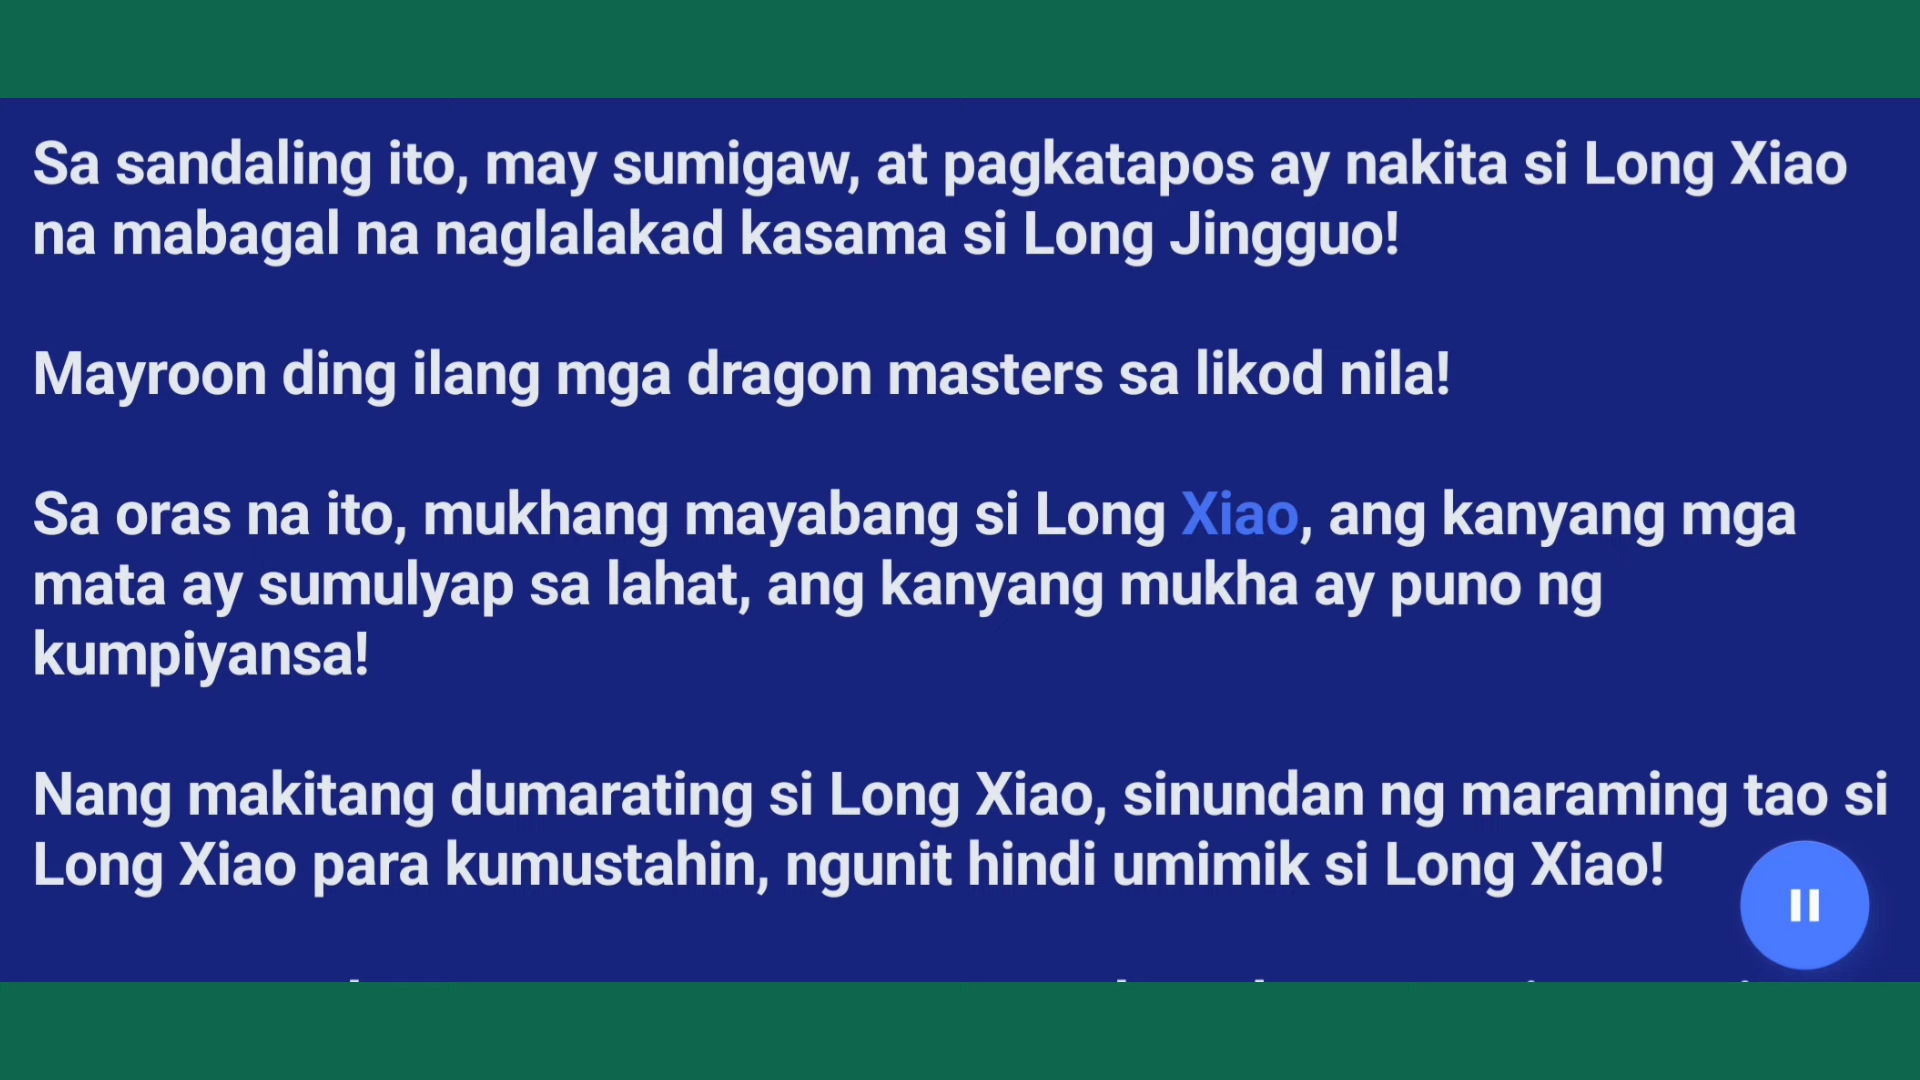 Sa sandaling ito, may sumigaw, at pagkatapos ay nakita si Long Xiao
na mabagal na naglalakad kasama si Long Jingguo!
Mayroon ding ilang mga dragon masters sa likod nila!
Sa oras na ito, mukhang mayabang si Long Xiao, ang kanyang mga
mata ay sumulyap sa lahat, ang kanyang mukha ay puno ng
kumpiyansa!
Nang makitang dumarating si Long Xiao, sinundan ng maraming tao si
Long Xiao para kumustahin, ngunit hindi umimik si Long Xiao!